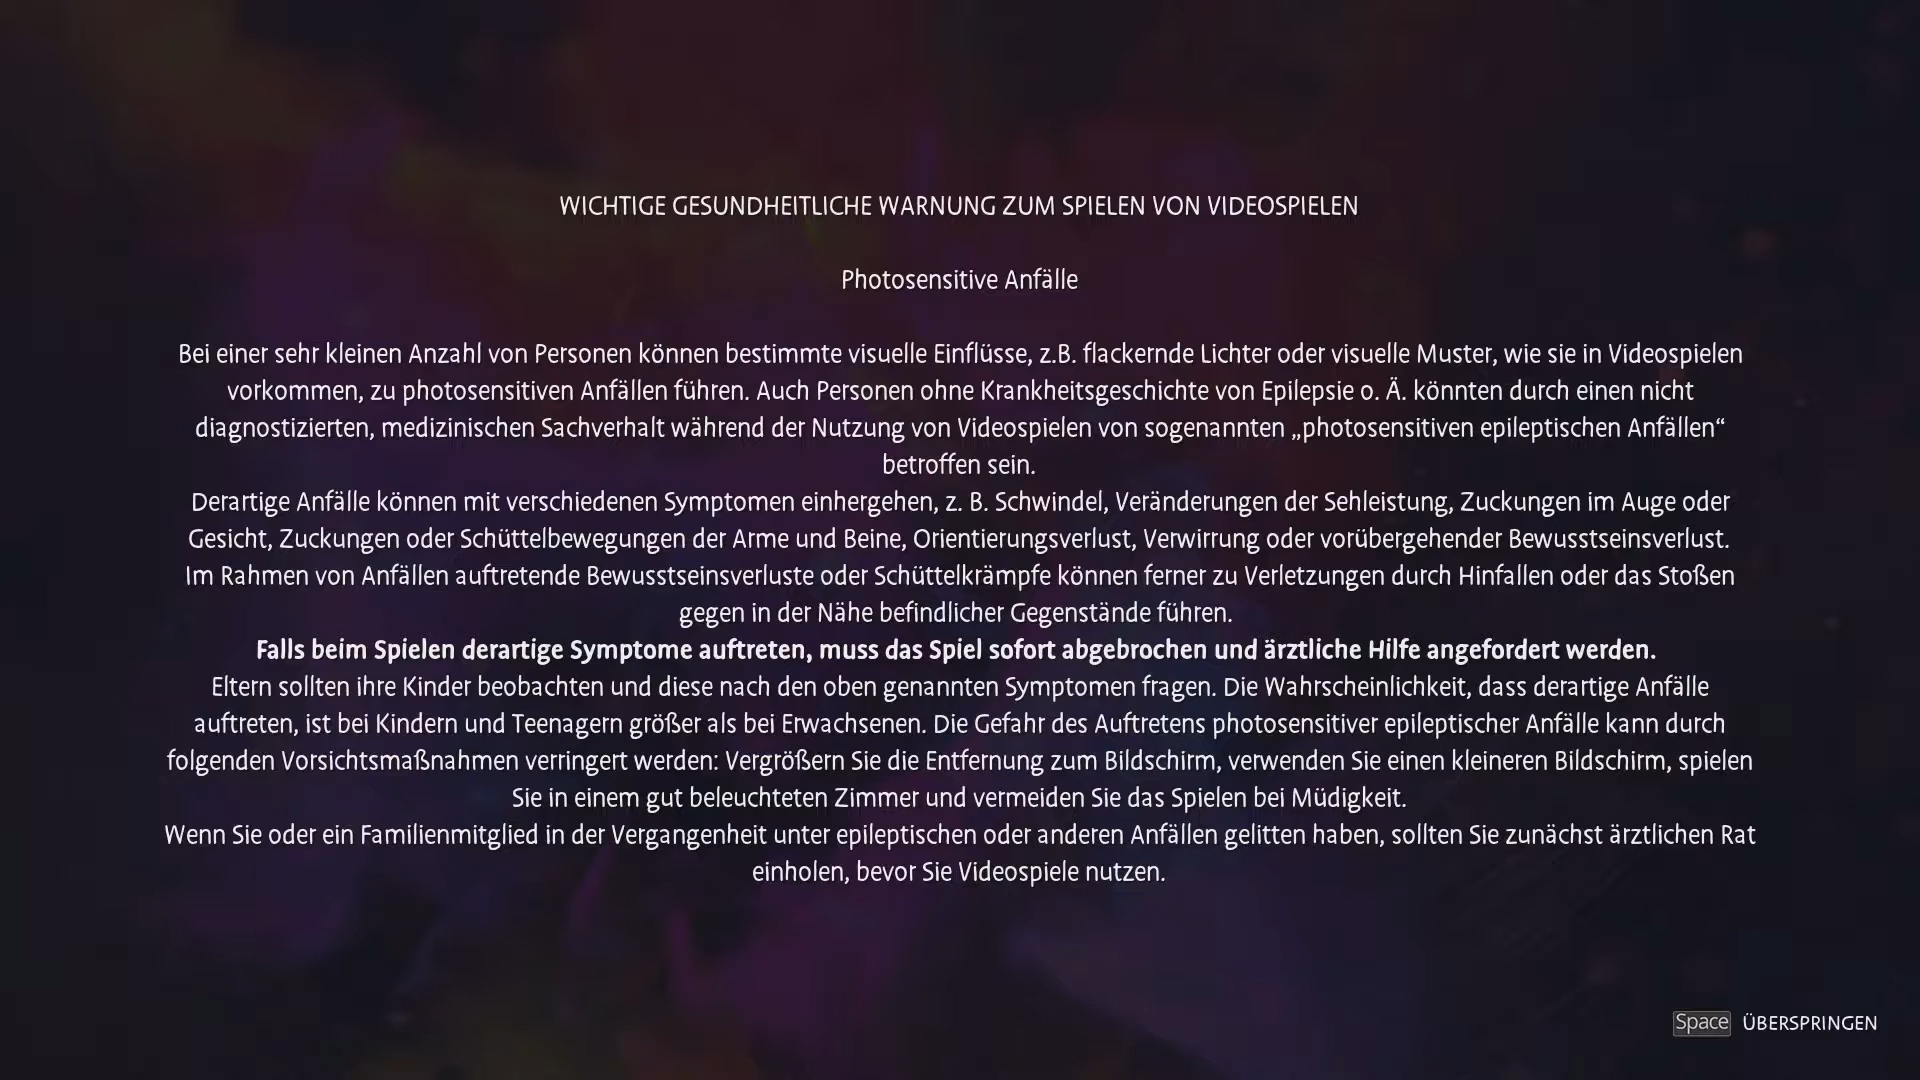 WICHTIGE GESUNDHEITLICHE WARNUNG ZUM SPIELEN VON VIDEOSPIELEN
Photosensitive Anfälle
Bei einer sehr kleinen Anzahl von Personen können bestimmte visuelle Einflüsse, z.B. flackernde Lichter oder visuelle Muster, wie sie in Videospielen
vorkommen, zu photosensitiven Anfällen führen. Auch Personen ohne Krankheitsgeschichte von Epilepsie o. Ä. könnten durch einen nicht
diagnostizierten, medizinischen Sachverhalt während der Nutzung von Videospielen von sogenannten „photosensitiven epileptischen Anfällen“
betroffen sein.
Derartige Anfälle können mit verschiedenen Symptomen einhergehen, z. B. Schwindel, Veränderungen der Sehleistung, Zuckungen im Auge oder
Gesicht, Zuckungen oder Schüttelbewegungen der Arme und Beine, Orientierungsverlust, Verwirrung oder vorübergehender Bewusstseinsverlust.
Im Rahmen von Anfällen auftretende Bewusstseinsverluste oder Schüttelkrämpfe können ferner zu Verletzungen durch Hinfallen oder das Stoßen
gegen in der Nähe befindlicher Gegenstände führen.
Falls beim Spielen derartige Symptome auftreten, muss das Spiel sofort abgebrochen und ärztliche Hilfe angefordert werden.
Eltern sollten ihre Kinder beobachten und diese nach den oben genannten Symptomen fragen. Die Wahrscheinlichkeit, dass derartige Anfälle
auftreten, ist bei Kindern und Teenagern größer als bei Erwachsenen. Die Gefahr des Auftretens photosensitiver epileptischer Anfälle kann durch
folgenden Vorsichtsmaßnahmen verringert werden: Vergrößern Sie die Entfernung zum Bildschirm, verwenden Sie einen kleineren Bildschirm, spielen
Sie in einem gut beleuchteten Zimmer und vermeiden Sie das Spielen bei Müdigkeit.
Wenn Sie oder ein Familienmitglied in der Vergangenheit unter epileptischen oder anderen Anfällen gelitten haben, sollten Sie zunächst ärztlichen Rat
einholen, bevor Sie Videospiele nutzen.
Space ÜBERSPRINGEN